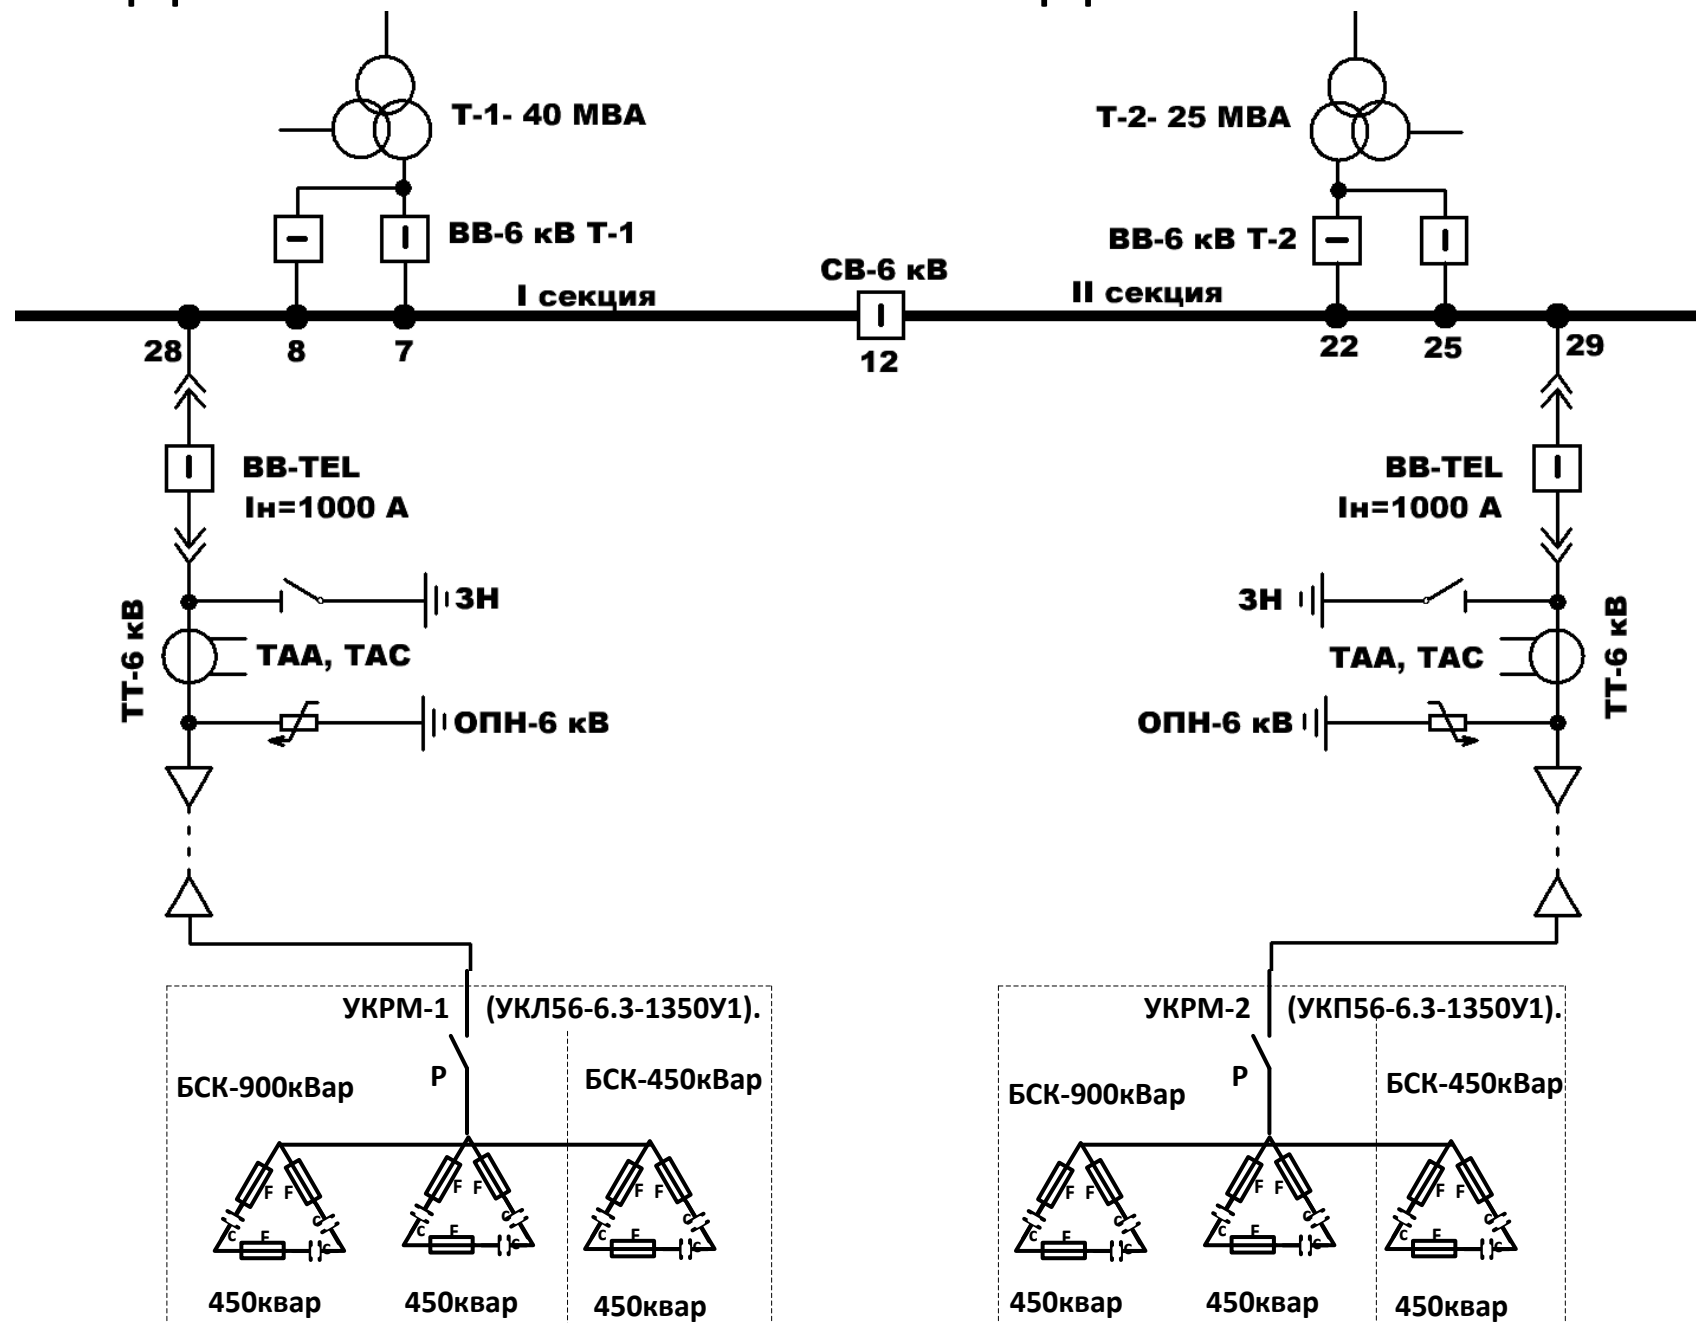 Т-1- 40 МВА
Т-2- 25 МВА
ВВ-6 кВ Т-1
ВВ-6 кВ Т-2
СВ-6 кВ
I секция
II секция
28
8
7
12
22
25
29
BB-TEL
Iн=1000 А
BB-TEL
Iн=1000 А
ЗН
ЗН
ТТ-6 кВ
ТАА, ТАС
ТАА, ТАС
ТТ-6 кВ
ОПН-6 кВ
ОПН-6 кВ
УКРМ-1 (УКЛ56-6.3-1350У1).
УКРМ-2 (УКП56-6.3-1350У1).
Р
БСК-900кВар
БСК-450кВар
Р
БСК-900кВар
БСК-450кВар
F F
C C
F C
F F
C C
F C
F F
C C
F C
F F
C C
F C
F F
C C
F C
F F
C C
F C
450квар
450квар
450квар
450квар
450квар
450квар